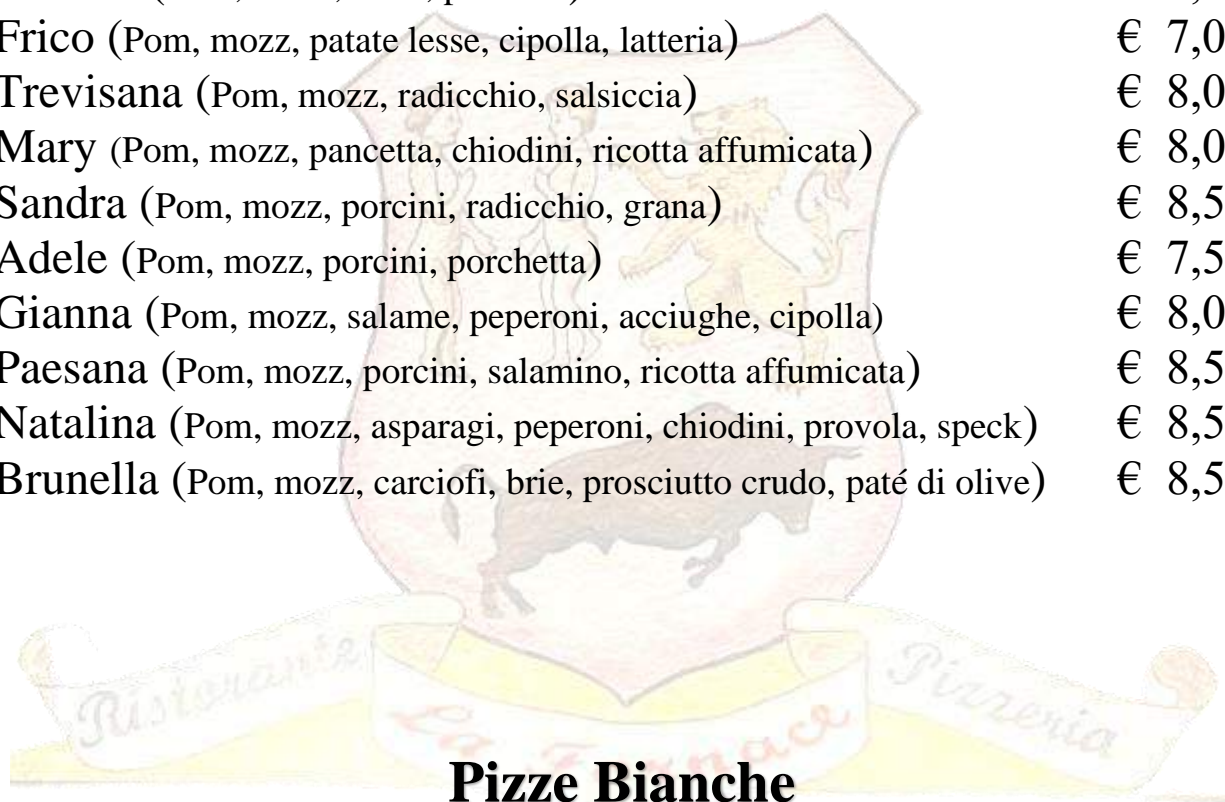 Frico (Pom, mozz, patate lesse, cipolla, latteria) € 7,0
Trevisana (Pom, mozz, radicchio, salsiccia) € 8,0
Mary (Pom, mozz, pancetta, chiodini, ricotta affumicata) € 8,0
Sandra (Pom, mozz, porcini, radicchio, grana) € 8,5
Adele (Pom, mozz, porcini, porchetta) € 7,5
Gianna (Pom, mozz, salame, peperoni, acciughe, cipolla) € 8,0
Paesana (Pom, mozz, porcini, salamino, ricotta affumicata) € 8,5
Natalina (Pom, mozz, asparagi, peperoni, chiodini, provola, speck) € 8,5
Brunella (Pom, mozz, carciofi, brie, prosciutto crudo, paté di olive) € 8,5
Ristorante Pizzeria
La Fornace
Pizze Bianche